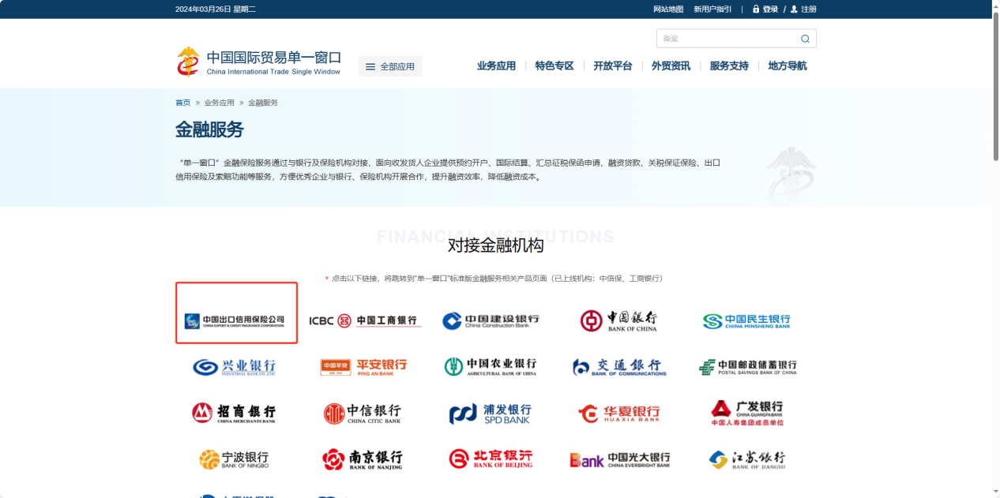 2024年03月26日 星期二
网站地图 新用户指引 | 登录 / 注册
备案
中国国际贸易单一窗口
China International Trade Single Window
全部应用
业务应用 特色专区 开放平台 外贸资讯 服务支持 地方导航
首页 » 业务应用 » 金融服务
金融服务
“单一窗口”金融保险服务通过与银行及保险机构对接，面向收发货人企业提供预约开户、国际结算、汇总征税保函申请、融资贷款、关税保证保险、出口
信用保险及索赔功能等服务，方便优秀企业与银行、保险机构开展合作，提升融资效率，降低融资成本。
FINANCIAL INSTITUTIONS
对接金融机构
* 点击以下链接，将跳转到“单一窗口”标准版金融服务相关产品页面（已上线机构：中信保、工商银行）
中国出口信用保险公司
CHINA EXPORT & CREDIT INSURANCE CORPORATION
ICBC 中国工商银行
中国建设银行
China Construction Bank
中国银行
BANK OF CHINA
中国民生银行
CHINA MINSHENG BANK
兴业银行
INDUSTRIAL BANK CO.,LTD.
中国平安 平安银行
PING AN BANK
中国农业银行
AGRICULTURAL BANK OF CHINA
交通银行
BANK OF COMMUNICATIONS
中国邮政储蓄银行
POSTAL SAVINGS BANK OF CHINA
招商银行
CHINA MERCHANTS BANK
中信银行
CHINA CITIC BANK
浦发银行
SPD BANK
华夏银行
HUAXIA BANK
广发银行
CHINA GUANGFA BANK
中国人寿集团成员单位
宁波银行
BANK OF NINGBO
南京银行
BANK OF NANJING
北京银行
BANK OF BEIJING
Bank 中国光大银行
CHINA EVERBRIGHT BANK
江苏银行
BANK OF JIANGSU